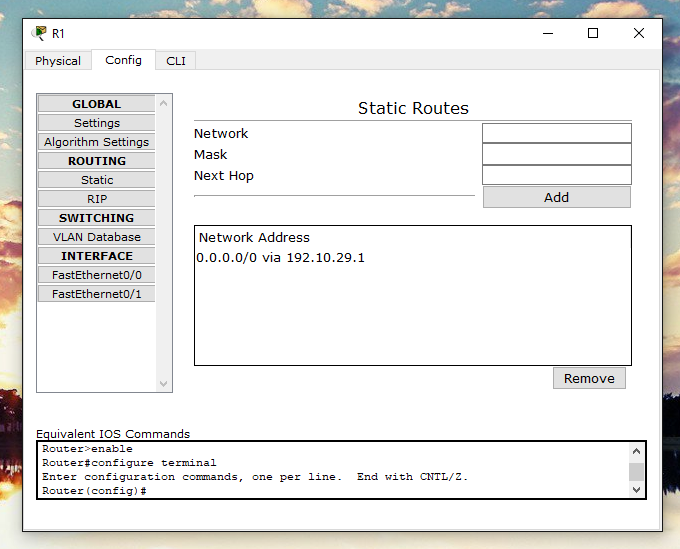 R1
Physical Config CLI
GLOBAL
Settings
Algorithm Settings
ROUTING
Static
RIP
SWITCHING
VLAN Database
INTERFACE
FastEthernet0/0
FastEthernet0/1
Static Routes
Network
Mask
Next Hop
Add
Network Address
0.0.0.0/0 via 192.10.29.1
Remove
Equivalent IOS Commands
Router>enable
Router#configure terminal
Enter configuration commands, one per line.  End with CNTL/Z.
Router(config)#